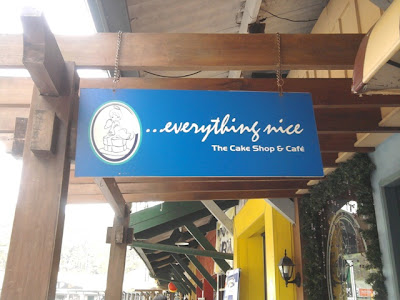 ...everything nice
The Cake Shop & Café